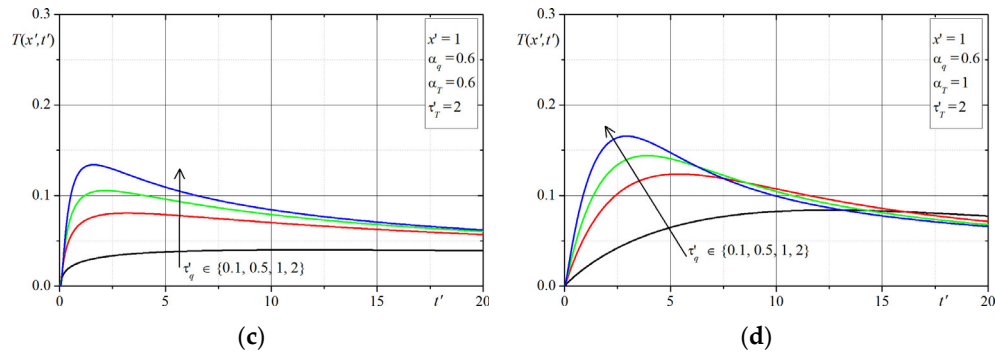 0.3
T(x′,t′)
0.2
0.1
0.0
0
5
10
15
20
t′
x' = 1
α_q = 0.6
α_T = 0.6
τ'_T = 2
τ'_q ∈ {0.1, 0.5, 1, 2}
(c)
0.3
T(x′,t′)
0.2
0.1
0.0
0
5
10
15
20
t′
x' = 1
α_q = 0.6
α_T = 1
τ'_T = 2
τ'_q ∈ {0.1, 0.5, 1, 2}
(d)